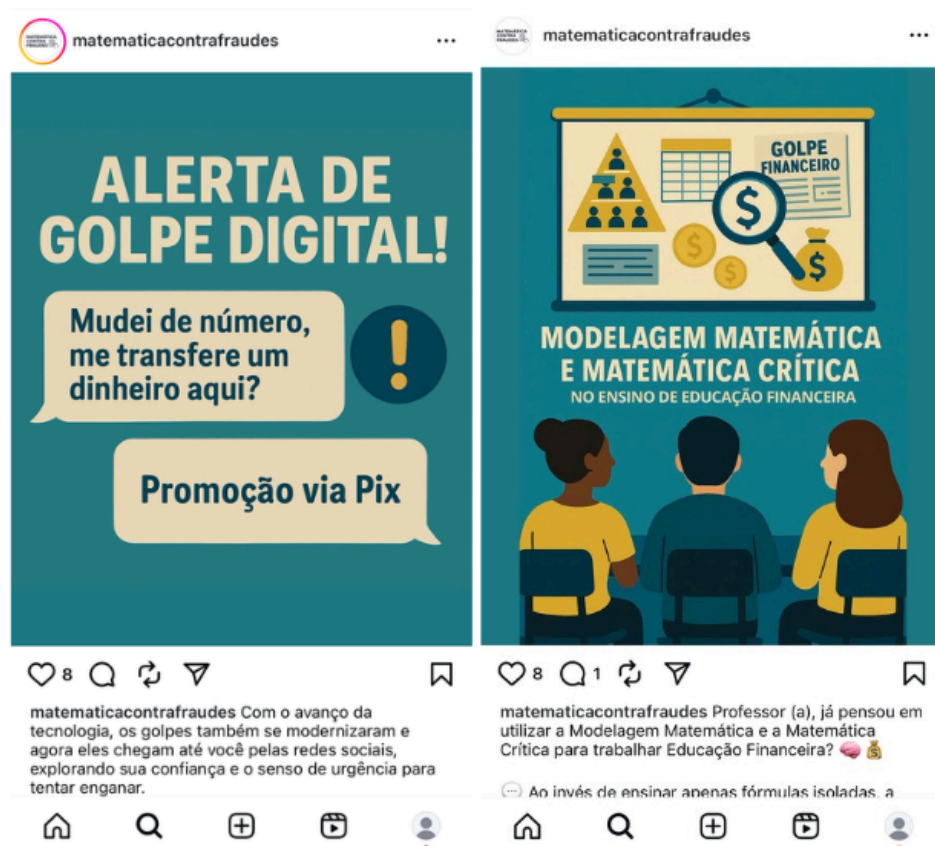 matematicacontrafraudes
ALERTA DE
GOLPE DIGITAL!
Mudei de número,
me transfere um
dinheiro aqui?
Promoção via Pix
8
matematicacontrafraudes Com o avanço da
tecnologia, os golpes também se modernizaram e
agora eles chegam até você pelas redes sociais,
explorando sua confiança e o senso de urgência para
tentar enganar.
matematicacontrafraudes
GOLPE
FINANCEIRO
$
$
$
$
MODELAGEM MATEMÁTICA
E MATEMÁTICA CRÍTICA
NO ENSINO DE EDUCAÇÃO FINANCEIRA
8 1
matematicacontrafraudes Professor (a), já pensou em
utilizar a Modelagem Matemática e a Matemática
Crítica para trabalhar Educação Financeira? 🧠 💰
💬 Ao invés de ensinar apenas fórmulas isoladas, a